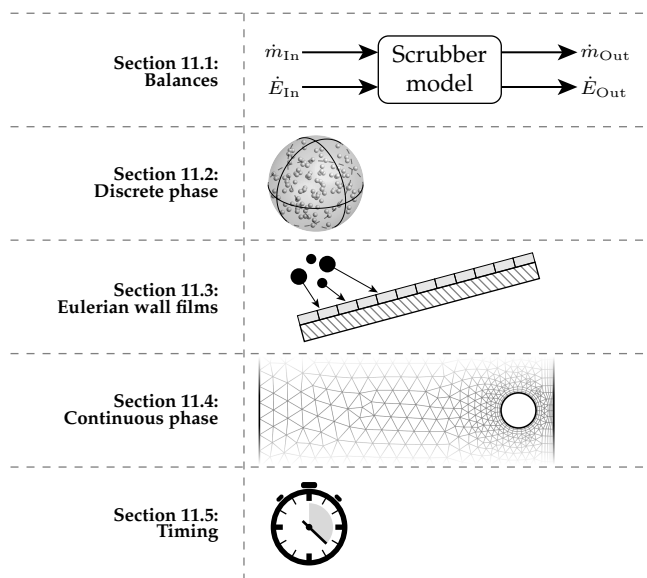 Section 11.1:
Balances
ṁIn
ĖIn
Scrubber
model
ṁOut
ĖOut
Section 11.2:
Discrete phase
Section 11.3:
Eulerian wall films
Section 11.4:
Continuous phase
Section 11.5:
Timing